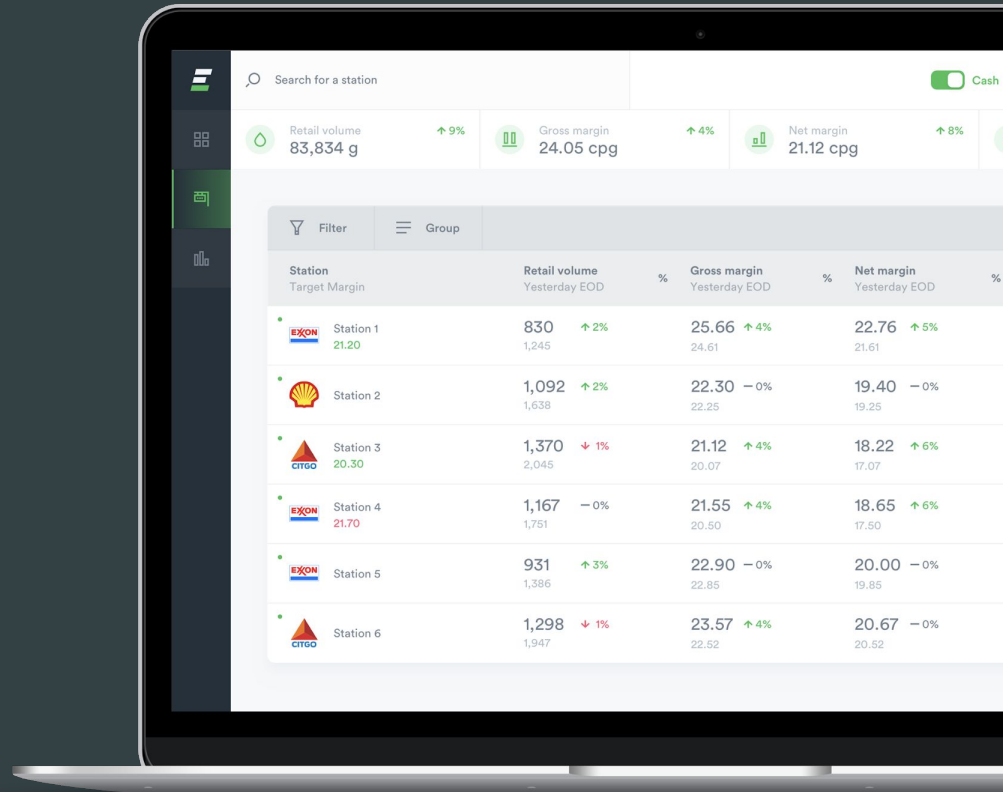 Search for a station
Cash
Retail volume
↑ 9%
83,834 g
Gross margin
↑ 4%
24.05 cpg
Net margin
↑ 8%
21.12 cpg
Filter
Group
Station
Target Margin
Retail volume
Yesterday EOD
%
Gross margin
Yesterday EOD
%
Net margin
Yesterday EOD
%
EXXON
Station 1
21.20
830 ↑ 2%
1,245
25.66 ↑ 4%
24.61
22.76 ↑ 5%
21.61
Station 2
1,092 ↑ 2%
1,638
22.30 – 0%
22.25
19.40 – 0%
19.25
CITGO
Station 3
20.30
1,370 ↓ 1%
2,045
21.12 ↑ 4%
20.07
18.22 ↑ 6%
17.07
EXXON
Station 4
21.70
1,167 – 0%
1,751
21.55 ↑ 4%
20.50
18.65 ↑ 6%
17.50
EXXON
Station 5
931 ↑ 3%
1,386
22.90 – 0%
22.85
20.00 – 0%
19.85
CITGO
Station 6
1,298 ↓ 1%
1,947
23.57 ↑ 4%
22.52
20.67 – 0%
20.52